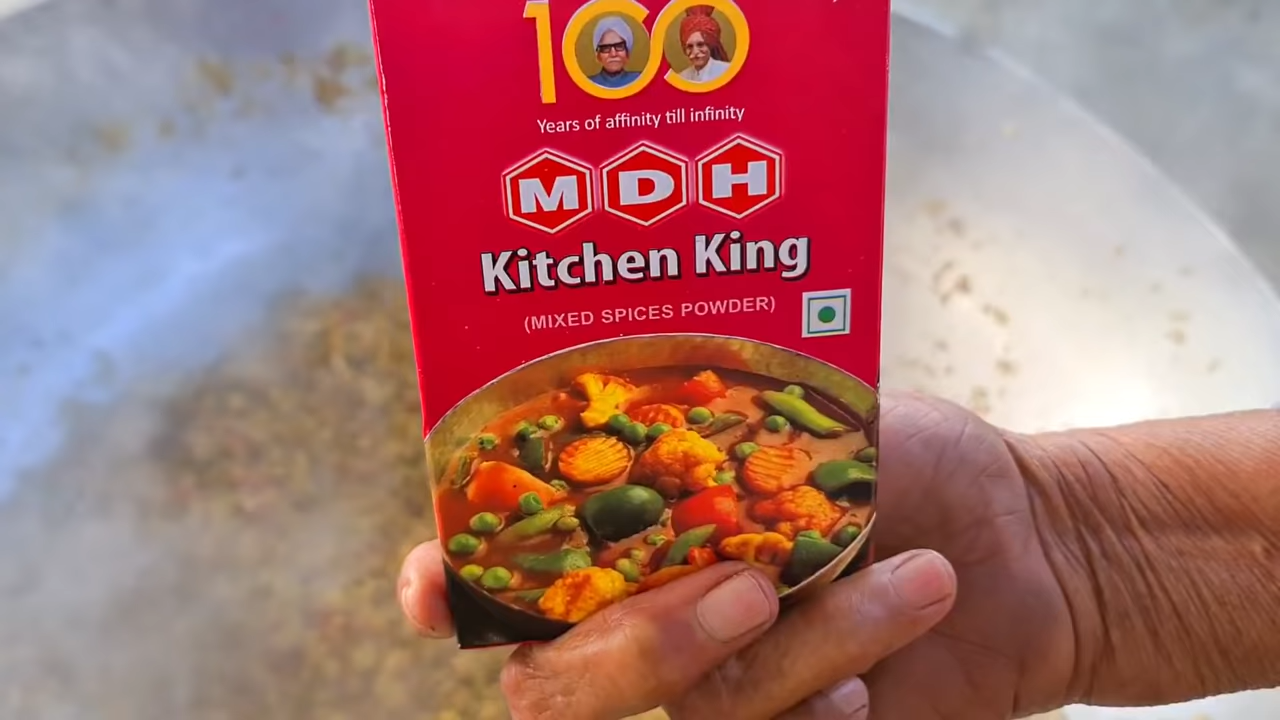 100
Years of affinity till infinity
MDH
Kitchen King
(MIXED SPICES POWDER)